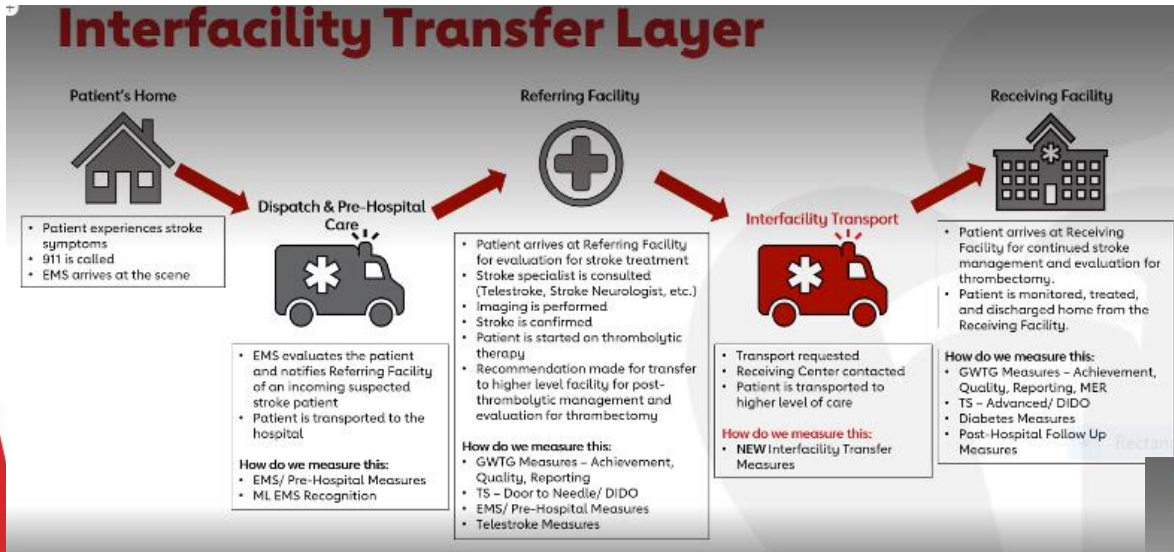 Interfacility Transfer Layer
Patient's Home
• Patient experiences stroke
symptoms
• 911 is called
• EMS arrives at the scene
Dispatch & Pre-Hospital
Care
• EMS evaluates the patient
and notifies Referring Facility
of an incoming suspected
stroke patient
• Patient is transported to the
hospital
How do we measure this:
• EMS/ Pre-Hospital Measures
• ML EMS Recognition
Referring Facility
• Patient arrives at Referring Facility
for evaluation for stroke treatment
• Stroke specialist is consulted
(Telestroke, Stroke Neurologist, etc.)
• Imaging is performed
• Stroke is confirmed
• Patient is started on thrombolytic
therapy
• Recommendation made for transfer
to higher level facility for post-
thrombolytic management and
evaluation for thrombectomy
How do we measure this:
• GWTG Measures – Achievement,
Quality, Reporting
• TS – Door to Needle/ DIDO
• EMS/ Pre-Hospital Measures
• Telestroke Measures
Interfacility Transport
• Transport requested
• Receiving Center contacted
• Patient is transported to
higher level of care
How do we measure this:
• NEW Interfacility Transfer
Measures
Receiving Facility
• Patient arrives at Receiving
Facility for continued stroke
management and evaluation for
thrombectomy.
• Patient is monitored, treated,
and discharged home from the
Receiving Facility.
How do we measure this:
• GWTG Measures – Achievement,
Quality, Reporting, MER
• TS – Advanced/ DIDO
• Diabetes Measures
• Post-Hospital Follow Up
Measures